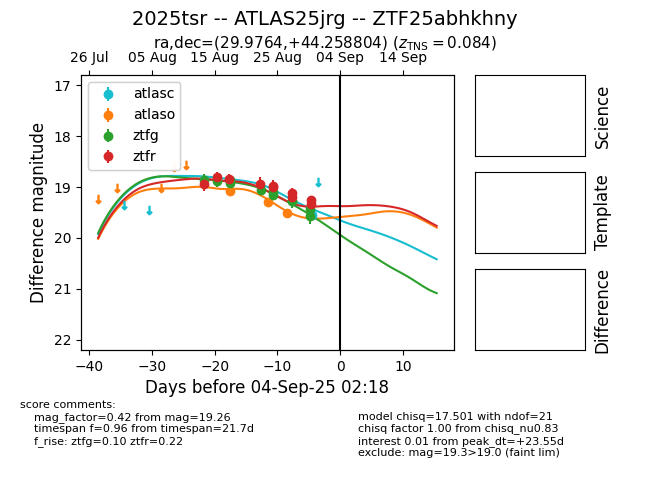 2025tsr -- ATLAS25jrg -- ZTF25abhkhny
ra,dec=(29.9764,+44.258804) (zTNS = 0.084)
26 Jul 05 Aug 15 Aug 25 Aug 04 Sep 14 Sep
atlasc
atlaso
ztfg
ztfr
17
18
19
20
21
22
Difference magnitude
−40 −30 −20 −10 0 10
Days before 04-Sep-25 02:18
Science
Template
Difference
score comments:
mag_factor=0.42 from mag=19.26
timespan f=0.96 from timespan=21.7d
f_rise: ztfg=0.10 ztfr=0.22
model chisq=17.501 with ndof=21
chisq factor 1.00 from chisq_nu0.83
interest 0.01 from peak_dt=+23.55d
exclude: mag=19.3>19.0 (faint lim)